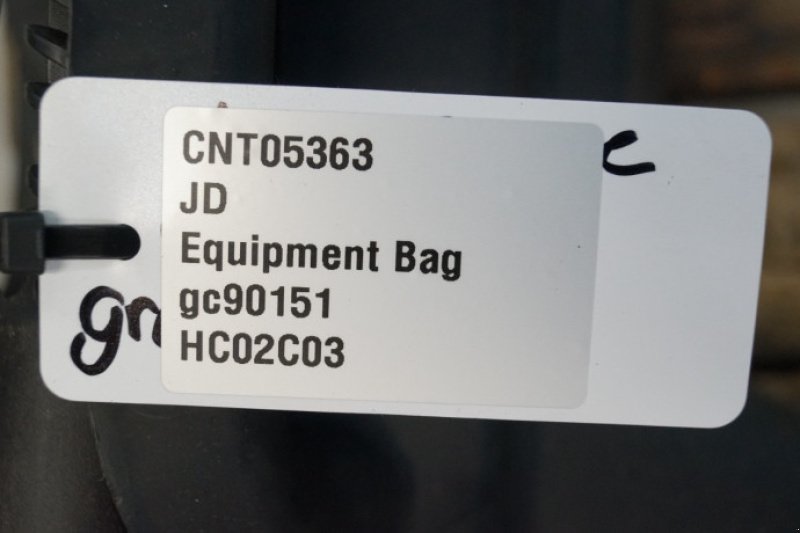 CNT05363
JD
Equipment Bag
gc90151
HC02C03